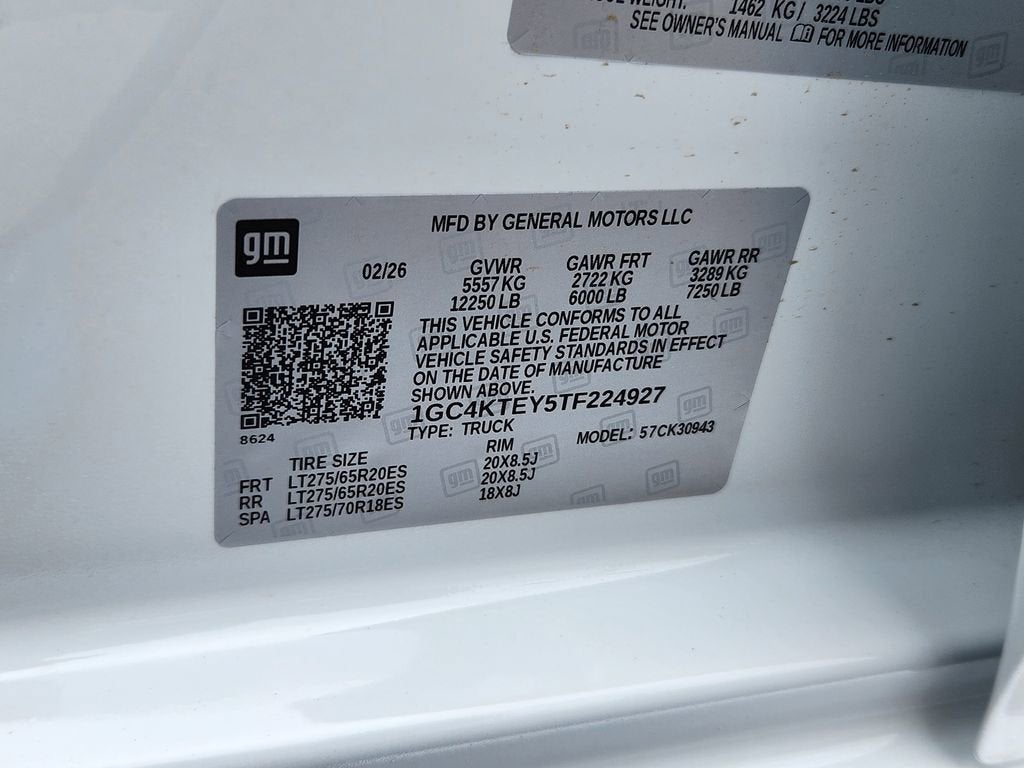 1462 KG / 3224 LBS
SEE OWNER'S MANUAL FOR MORE INFORMATION
gm
MFD BY GENERAL MOTORS LLC
02/26 GVWR GAWR FRT GAWR RR
5557 KG 2722 KG 3289 KG
12250 LB 6000 LB 7250 LB
THIS VEHICLE CONFORMS TO ALL
APPLICABLE U.S. FEDERAL MOTOR
VEHICLE SAFETY STANDARDS IN EFFECT
ON THE DATE OF MANUFACTURE
SHOWN ABOVE.
1GC4KTEY5TF224927
TYPE: TRUCK MODEL: 57CK30943
8624
TIRE SIZE RIM
FRT LT275/65R20ES 20X8.5J
RR LT275/65R20ES 20X8.5J
SPA LT275/70R18ES 18X8J